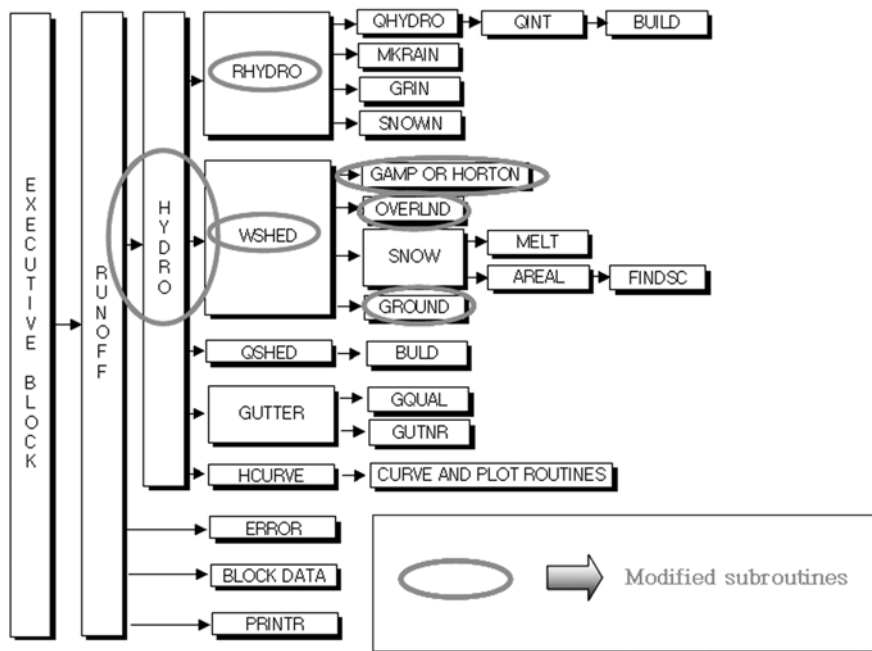 EXECUTIVE BLOCK
RUNOFF
HYDRO
RHYDRO
QHYDRO
QINT
BUILD
MKRAIN
GRIN
SNOWIN
WSHED
GAMP OR HORTON
OVERLND
SNOW
MELT
AREAL
FINDSC
GROUND
QSHED
BULD
GUTTER
GQUAL
GUTNR
HCURVE
CURVE AND PLOT ROUTINES
ERROR
BLOCK DATA
PRINTR
Modified subroutines